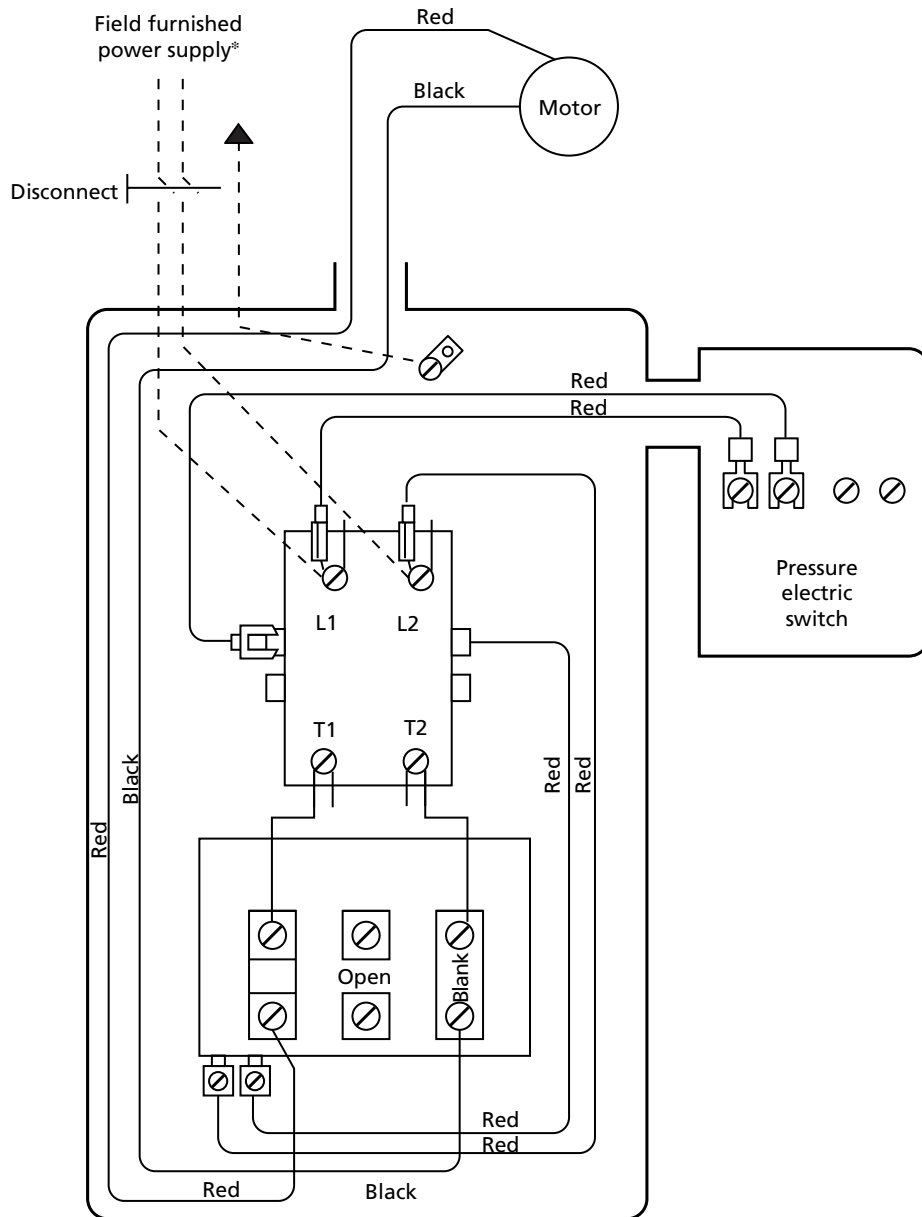 Field furnished
power supply*
Red
Black
Motor
Disconnect
Red
Red
Pressure
electric
switch
L1
L2
T1
T2
Red
Black
Red
Red
Open
Blank
Red
Red
Red
Black